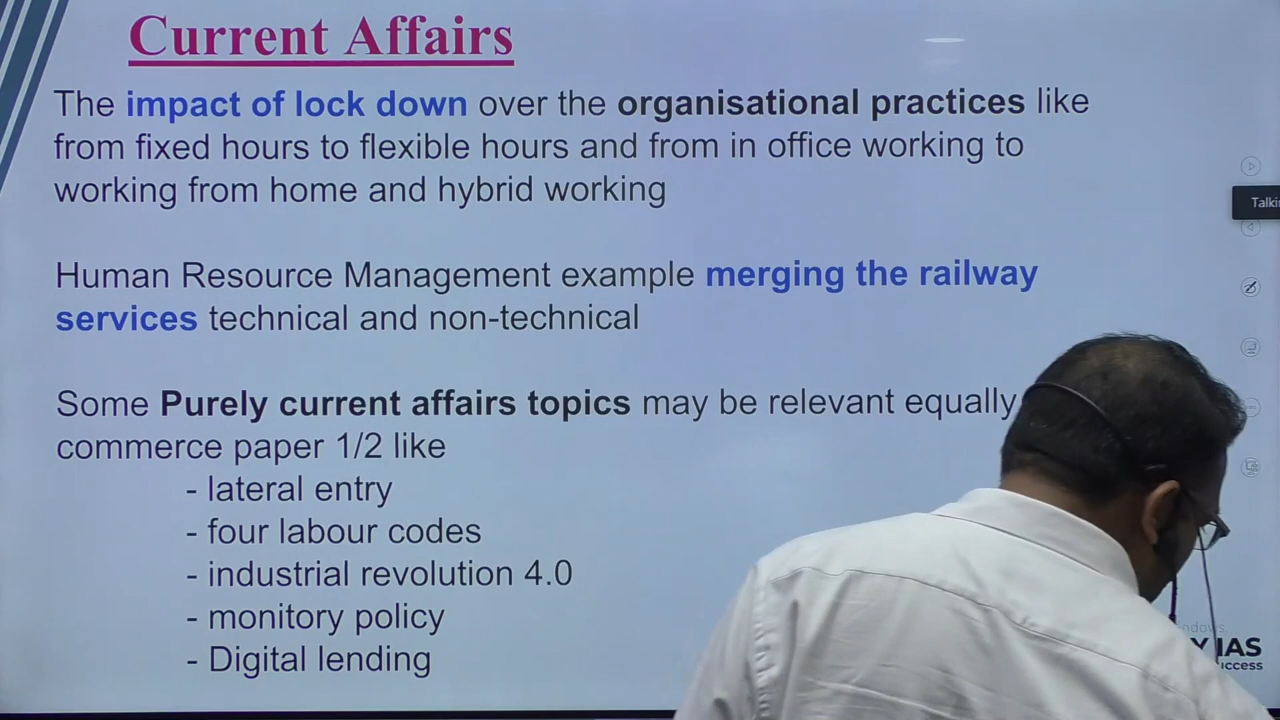 Current Affairs
The impact of lock down over the organisational practices like
from fixed hours to flexible hours and from in office working to
working from home and hybrid working
Human Resource Management example merging the railway
services technical and non-technical
Some Purely current affairs topics may be relevant equally
commerce paper 1/2 like
- lateral entry
- four labour codes
- industrial revolution 4.0
- monitory policy
- Digital lending
IAS